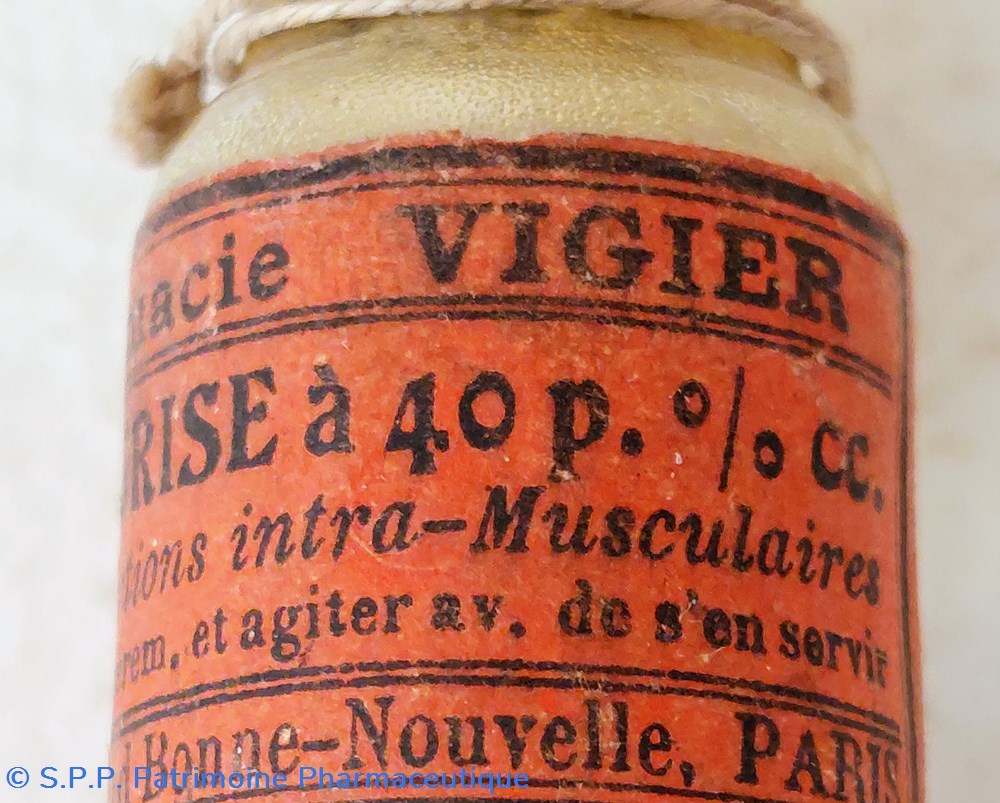 acie VIGIER
RISE à 40 p. % cc.
tions intra-Musculaires
rem. et agiter av. de s'en servir
Bonne-Nouvelle, PARIS
© S.P.P. Patrimoine Pharmaceutique